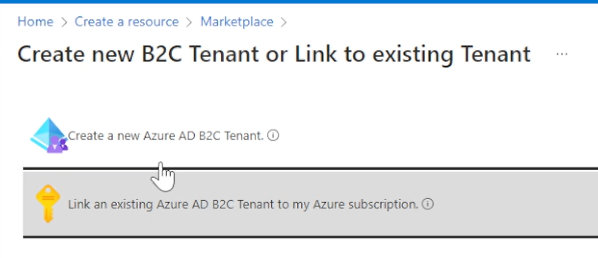 Home > Create a resource > Marketplace >
Create new B2C Tenant or Link to existing Tenant ...
Create a new Azure AD B2C Tenant.
Link an existing Azure AD B2C Tenant to my Azure subscription.